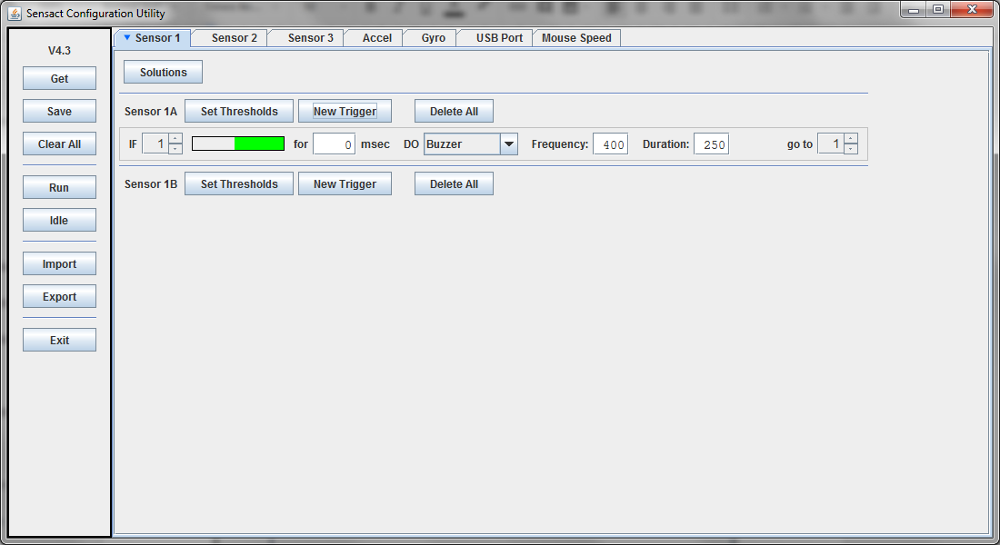 Sensact Configuration Utility
V4.3
Get
Save
Clear All
Run
Idle
Import
Export
Exit
Sensor 1 Sensor 2 Sensor 3 Accel Gyro USB Port Mouse Speed
Solutions
Sensor 1A Set Thresholds New Trigger Delete All
IF 1 for 0 msec DO Buzzer Frequency: 400 Duration: 250 go to 1
Sensor 1B Set Thresholds New Trigger Delete All